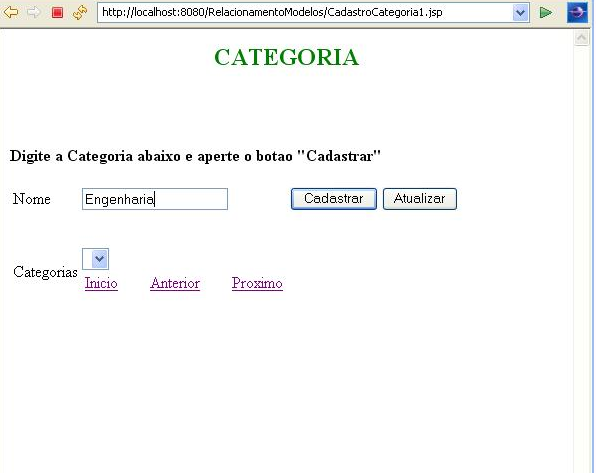 http://localhost:8080/RelacionamentoModelos/CadastroCategoria1.jsp
CATEGORIA
Digite a Categoria abaixo e aperte o botao "Cadastrar"
Nome Engenharia Cadastrar Atualizar
Categorias
Inicio Anterior Proximo